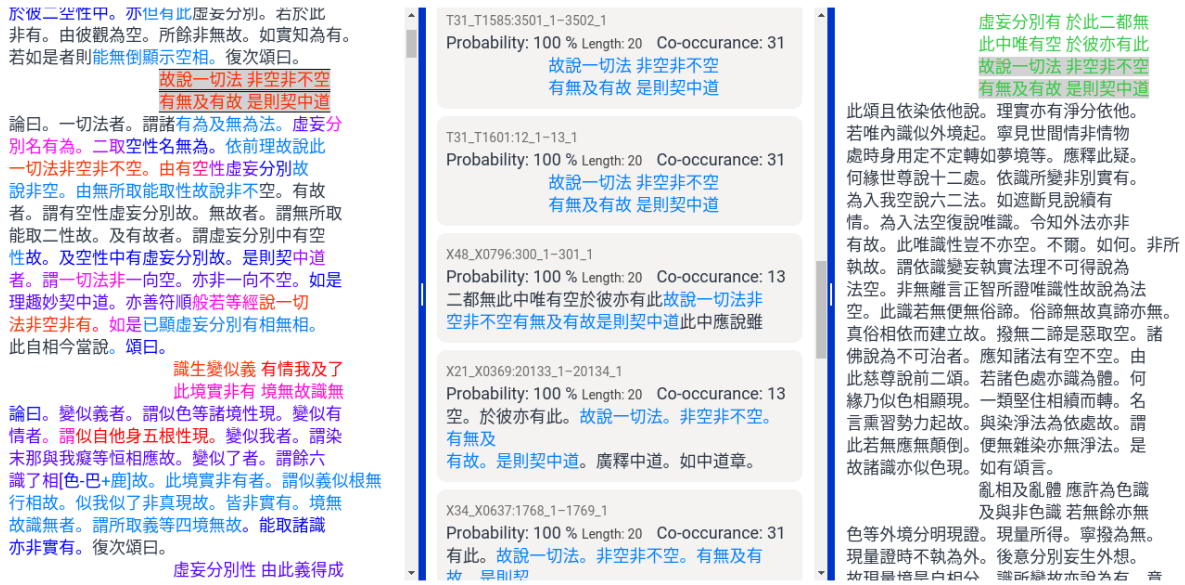 於彼二空性中。亦但有此虛妄分別。若於此
非有。由彼觀為空。所餘非無故。如實知為有。
若如是者則能無倒顯示空相。復次頌曰。
故說一切法 非空非不空
有無及有故 是則契中道
論曰。一切法者。謂諸有為及無為法。虛妄分
別名有為。二取空性名無為。依前理故說此
一切法非空非不空。由有空性虛妄分別故
說非空。由無所取能取性故說非不空。有故
者。謂有空性虛妄分別故。無故者。謂無所取
能取二性故。及有故者。謂虛妄分別中有空
性故。及空性中有虛妄分別故。是則契中道
者。謂一切法非一向空。亦非一向不空。如是
理趣妙契中道。亦善符順般若等經說一切
法非空非有。如是已顯虛妄分別有相無相。
此自相今當說。頌曰。
識生變似義 有情我及了
此境實非有 境無故識無
論曰。變似義者。謂似色等諸境性現。變似有
情者。謂似自他身五根性現。變似我者。謂染
末那與我癡等恒相應故。變似了者。謂餘六
識了相[色-巴+鹿]故。此境實非有者。謂似義似根無
行相故。似我似了非真現故。皆非實有。境無
故識無者。謂所取義等四境無故。能取諸識
亦非實有。復次頌曰。
虛妄分別性 由此義得成
T31_T1585:3501_1–3502_1
Probability: 100 % Length: 20 Co-occurance: 31
故說一切法 非空非不空
有無及有故 是則契中道
T31_T1601:12_1–13_1
Probability: 100 % Length: 20 Co-occurance: 31
故說一切法 非空非不空
有無及有故 是則契中道
X48_X0796:300_1–301_1
Probability: 100 % Length: 20 Co-occurance: 13
二都無此中唯有空於彼亦有此故說一切法非
空非不空有無及有故是則契中道此中應說雖
X21_X0369:20133_1–20134_1
Probability: 100 % Length: 20 Co-occurance: 13
空。於彼亦有此。故說一切法。非空非不空。
有無及
有故。是則契中道。廣釋中道。如中道章。
X34_X0637:1768_1–1769_1
Probability: 100 % Length: 20 Co-occurance: 31
有此。故說一切法。非空非不空。有無及有
故。是則契
虛妄分別有 於此二都無
此中唯有空 於彼亦有此
故說一切法 非空非不空
有無及有故 是則契中道
此頌且依染依他說。理實亦有淨分依他。
若唯內識似外境起。寧見世間情非情物
處時身用定不定轉如夢境等。應釋此疑。
何緣世尊說十二處。依識所變非別實有。
為入我空說六二法。如遮斷見說續有
情。為入法空復說唯識。令知外法亦非
有故。此唯識性豈不亦空。不爾。如何。非所
執故。謂依識變妄執實法理不可得說為
法空。非無離言正智所證唯識性故說為法
空。此識若無便無俗諦。俗諦無故真諦亦無。
真俗相依而建立故。撥無二諦是惡取空。諸
佛說為不可治者。應知諸法有空不空。由
此慈尊說前二頌。若諸色處亦識為體。何
緣乃似色相顯現。一類堅住相續而轉。名
言熏習勢力起故。與染淨法為依處故。謂
此若無應無顛倒。便無雜染亦無淨法。是
故諸識亦似色現。如有頌言。
亂相及亂體 應許為色識
及與非色識 若無餘亦無
色等外境分明現證。現量所得。寧撥為無。
現量證時不執為外。後意分別妄生外想。
故現量境是自相分。識所變故亦說為有。意